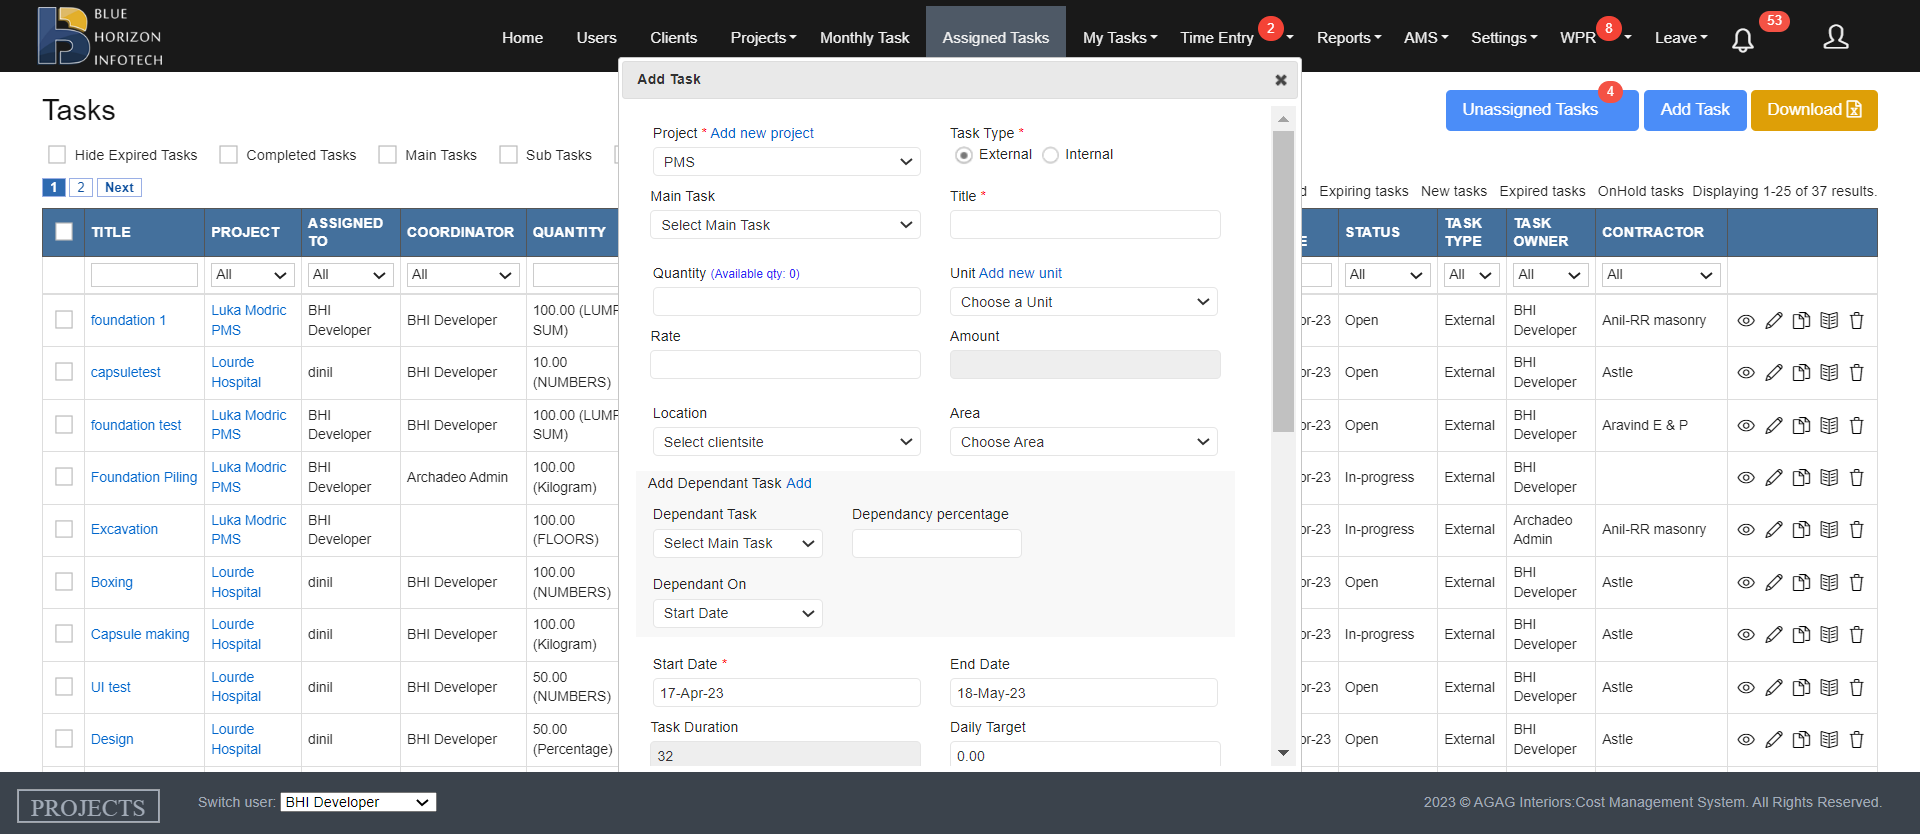 BLUE
HORIZON
INFOTECH
Home Users Clients Projects Monthly Task Assigned Tasks My Tasks Time Entry 2 Reports AMS Settings WPR 8 Leave 53
Add Task
Tasks
Unassigned Tasks 4 Add Task Download
Project * Add new project Task Type *
PMS External Internal
Hide Expired Tasks Completed Tasks Main Tasks Sub Tasks
1 2 Next
Expiring tasks New tasks Expired tasks OnHold tasks Displaying 1-25 of 37 results.
Main Task Title *
Select Main Task
TITLE PROJECT ASSIGNED TO COORDINATOR QUANTITY STATUS TASK TYPE TASK OWNER CONTRACTOR
All All All All All All All
Quantity (Available qty: 0) Unit Add new unit
Choose a Unit
Rate Amount
Location Area
Select clientsite Choose Area
Add Dependant Task Add
Dependant Task Dependancy percentage
Select Main Task
Dependant On
Start Date
Start Date * End Date
17-Apr-23 18-May-23
Task Duration Daily Target
32 0.00
foundation 1 Luka Modric PMS BHI Developer BHI Developer 100.00 (LUMP SUM) pr-23 Open External BHI Developer Anil-RR masonry
capsuletest Lourde Hospital dinil BHI Developer 10.00 (NUMBERS) pr-23 Open External BHI Developer Astle
foundation test Luka Modric PMS BHI Developer BHI Developer 100.00 (LUMP SUM) pr-23 Open External BHI Developer Aravind E & P
Foundation Piling Luka Modric PMS BHI Developer Archadeo Admin 100.00 (Kilogram) pr-23 In-progress External BHI Developer
Excavation Luka Modric PMS BHI Developer 100.00 (FLOORS) pr-23 In-progress External Archadeo Admin Anil-RR masonry
Boxing Lourde Hospital dinil BHI Developer 100.00 (NUMBERS) pr-23 Open External BHI Developer Astle
Capsule making Lourde Hospital dinil BHI Developer 100.00 (Kilogram) pr-23 In-progress External BHI Developer Astle
UI test Lourde Hospital dinil BHI Developer 50.00 (NUMBERS) pr-23 Open External BHI Developer Astle
Design Lourde Hospital dinil BHI Developer 50.00 (Percentage) pr-23 Open External BHI Developer Astle
PROJECTS Switch user: BHI Developer 2023 © AGAG Interiors:Cost Management System. All Rights Reserved.